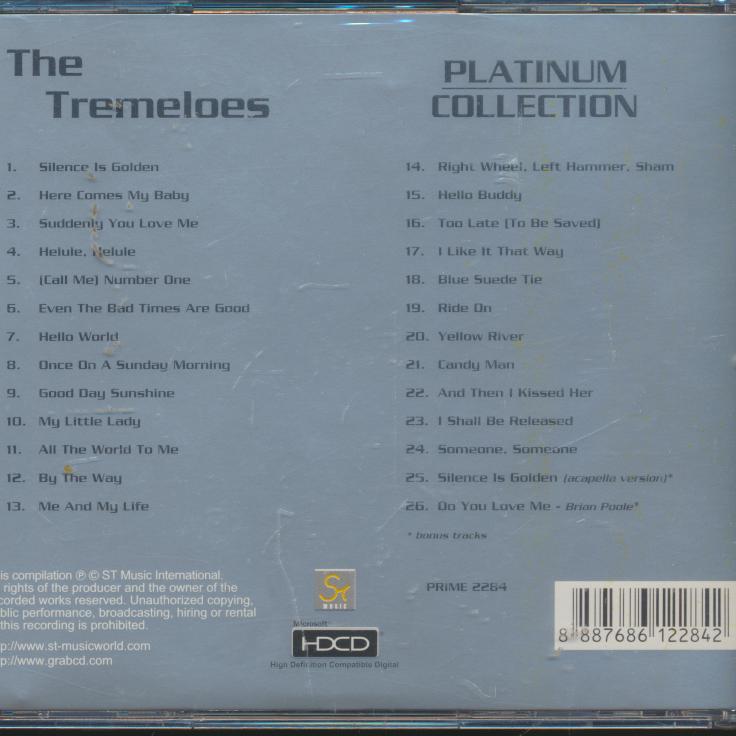 The
Tremeloes
PLATINUM
COLLECTION
1. Silence Is Golden
2. Here Comes My Baby
3. Suddenly You Love Me
4. Helule, Helule
5. (Call Me) Number One
6. Even The Bad Times Are Good
7. Hello World
8. Once On A Sunday Morning
9. Good Day Sunshine
10. My Little Lady
11. All The World To Me
12. By The Way
13. Me And My Life
14. Right Wheel, Left Hammer, Sham
15. Hello Buddy
16. Too Late (To Be Saved)
17. I Like It That Way
18. Blue Suede Tie
19. Ride On
20. Yellow River
21. Candy Man
22. And Then I Kissed Her
23. I Shall Be Released
24. Someone, Someone
25. Silence Is Golden (acapella version)*
26. Do You Love Me - Brian Poole*
* bonus tracks
is compilation ℗ © ST Music International.
rights of the producer and the owner of the
corded works reserved. Unauthorized copying,
blic performance, broadcasting, hiring or rental
this recording is prohibited.
p://www.st-musicworld.com
p://www.grabcd.com
ST
MUSIC
Microsoft
HDCD
High Definition Compatible Digital
PRIME 2284
8 887686 122842